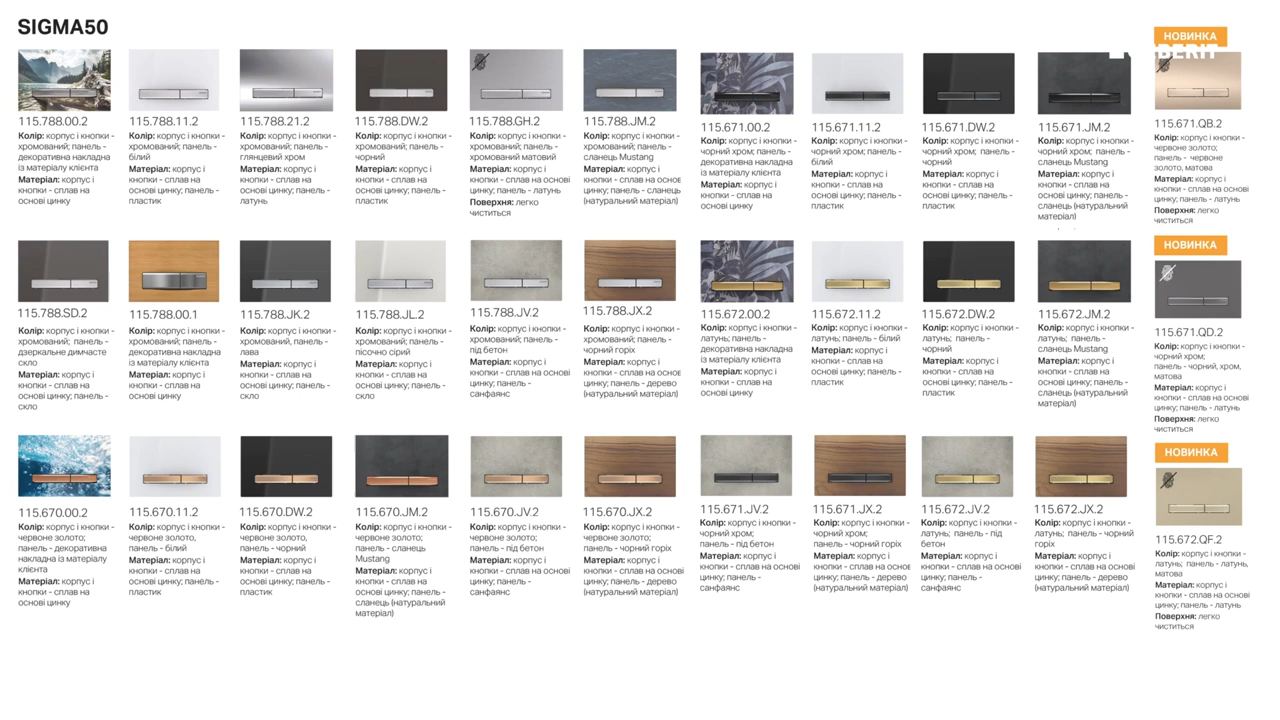 SIGMA50
115.788.00.2
Колір: корпус і кнопки -
хромований; панель -
декоративна накладна
із матеріалу клієнта
Матеріал: корпус і
кнопки - сплав на
основі цинку
115.788.11.2
Колір: корпус і кнопки -
хромований; панель -
білий
Матеріал: корпус і
кнопки - сплав на
основі цинку; панель -
пластик
115.788.21.2
Колір: корпус і кнопки -
хромований; панель -
глянцевий хром
Матеріал: корпус і
кнопки - сплав на
основі цинку; панель -
латунь
115.788.DW.2
Колір: корпус і кнопки -
хромований; панель -
чорний
Матеріал: корпус і
кнопки - сплав на
основі цинку; панель -
пластик
115.788.GH.2
Колір: корпус і кнопки -
хромований; панель -
хромований матовий
Матеріал: корпус і
кнопки - сплав на основі
цинку; панель - латунь
Поверхня: легко
чиститься
115.788.JM.2
Колір: корпус і кнопки -
хромований; панель -
сланець Mustang
Матеріал: корпус і
кнопки - сплав на основі
цинку; панель - сланець
(натуральний матеріал)
115.671.00.2
Колір: корпус і кнопки -
чорний хром; панель -
декоративна накладна
із матеріалу клієнта
Матеріал: корпус і
кнопки - сплав на
основі цинку
115.671.11.2
Колір: корпус і кнопки -
чорний хром; панель -
білий
Матеріал: корпус і
кнопки - сплав на
основі цинку; панель -
пластик
115.671.DW.2
Колір: корпус і кнопки -
чорний хром; панель -
чорний
Матеріал: корпус і
кнопки - сплав на
основі цинку; панель -
пластик
115.671.JM.2
Колір: корпус і кнопки -
чорний хром; панель -
сланець Mustang
Матеріал: корпус і
кнопки - сплав на
основі цинку; панель -
сланець (натуральний
матеріал)
НОВИНКА
115.671.QB.2
Колір: корпус і кнопки -
червоне золото;
панель - червоне
золото, матова
Матеріал: корпус і
кнопки - сплав на основі
цинку; панель - латунь
Поверхня: легко
чиститься
115.788.SD.2
Колір: корпус і кнопки -
хромований; панель -
дзеркальне димчасте
скло
Матеріал: корпус і
кнопки - сплав на
основі цинку; панель -
скло
115.788.00.1
Колір: корпус і кнопки -
хромований; панель -
декоративна накладна
із матеріалу клієнта
Матеріал: корпус і
кнопки - сплав на
основі цинку
115.788.JK.2
Колір: корпус і кнопки -
хромований, панель -
лава
Матеріал: корпус і
кнопки - сплав на
основі цинку; панель -
скло
115.788.JL.2
Колір: корпус і кнопки -
хромований; панель -
пісочно сірий
Матеріал: корпус і
кнопки - сплав на
основі цинку; панель -
скло
115.788.JV.2
Колір: корпус і кнопки -
хромований; панель -
під бетон
Матеріал: корпус і
кнопки - сплав на основі
цинку; панель -
санфаянс
115.788.JX.2
Колір: корпус і кнопки -
хромований; панель -
чорний горіх
Матеріал: корпус і
кнопки - сплав на основі
цинку; панель - дерево
(натуральний матеріал)
115.672.00.2
Колір: корпус і кнопки -
латунь; панель -
декоративна накладна
із матеріалу клієнта
Матеріал: корпус і
кнопки - сплав на
основі цинку
115.672.11.2
Колір: корпус і кнопки -
латунь; панель - білий
Матеріал: корпус і
кнопки - сплав на
основі цинку; панель -
пластик
115.672.DW.2
Колір: корпус і кнопки -
латунь; панель -
чорний
Матеріал: корпус і
кнопки - сплав на
основі цинку; панель -
пластик
115.672.JM.2
Колір: корпус і кнопки -
латунь; панель -
сланець Mustang
Матеріал: корпус і
кнопки - сплав на
основі цинку; панель -
сланець (натуральний
матеріал)
НОВИНКА
115.671.QD.2
Колір: корпус і кнопки -
чорний хром;
панель - чорний, хром,
матова
Матеріал: корпус і
кнопки - сплав на основі
цинку; панель - латунь
Поверхня: легко
чиститься
115.670.00.2
Колір: корпус і кнопки -
червоне золото;
панель - декоративна
накладна із матеріалу
клієнта
Матеріал: корпус і
кнопки - сплав на
основі цинку
115.670.11.2
Колір: корпус і кнопки -
червоне золото,
панель - білий
Матеріал: корпус і
кнопки - сплав на
основі цинку; панель -
пластик
115.670.DW.2
Колір: корпус і кнопки -
червоне золото,
панель - чорний
Матеріал: корпус і
кнопки - сплав на
основі цинку; панель -
пластик
115.670.JM.2
Колір: корпус і кнопки -
червоне золото;
панель - сланець
Mustang
Матеріал: корпус і
кнопки - сплав на
основі цинку; панель -
сланець (натуральний
матеріал)
115.670.JV.2
Колір: корпус і кнопки -
червоне золото;
панель - під бетон
Матеріал: корпус і
кнопки - сплав на основі
цинку; панель -
санфаянс
115.670.JX.2
Колір: корпус і кнопки -
червоне золото;
панель - чорний горіх
Матеріал: корпус і
кнопки - сплав на основі
цинку; панель - дерево
(натуральний матеріал)
115.671.JV.2
Колір: корпус і кнопки -
чорний хром;
панель - під бетон
Матеріал: корпус і
кнопки - сплав на основі
цинку; панель -
санфаянс
115.671.JX.2
Колір: корпус і кнопки -
чорний хром;
панель - чорний горіх
Матеріал: корпус і
кнопки - сплав на основі
цинку; панель - дерево
(натуральний матеріал)
115.672.JV.2
Колір: корпус і кнопки -
латунь; панель - під
бетон
Матеріал: корпус і
кнопки - сплав на основі
цинку; панель -
санфаянс
115.672.JX.2
Колір: корпус і кнопки -
латунь; панель - чорний
горіх
Матеріал: корпус і
кнопки - сплав на основі
цинку; панель - дерево
(натуральний матеріал)
НОВИНКА
115.672.QF.2
Колір: корпус і кнопки -
латунь; панель - латунь,
матова
Матеріал: корпус і
кнопки - сплав на основі
цинку; панель - латунь
Поверхня: легко
чиститься